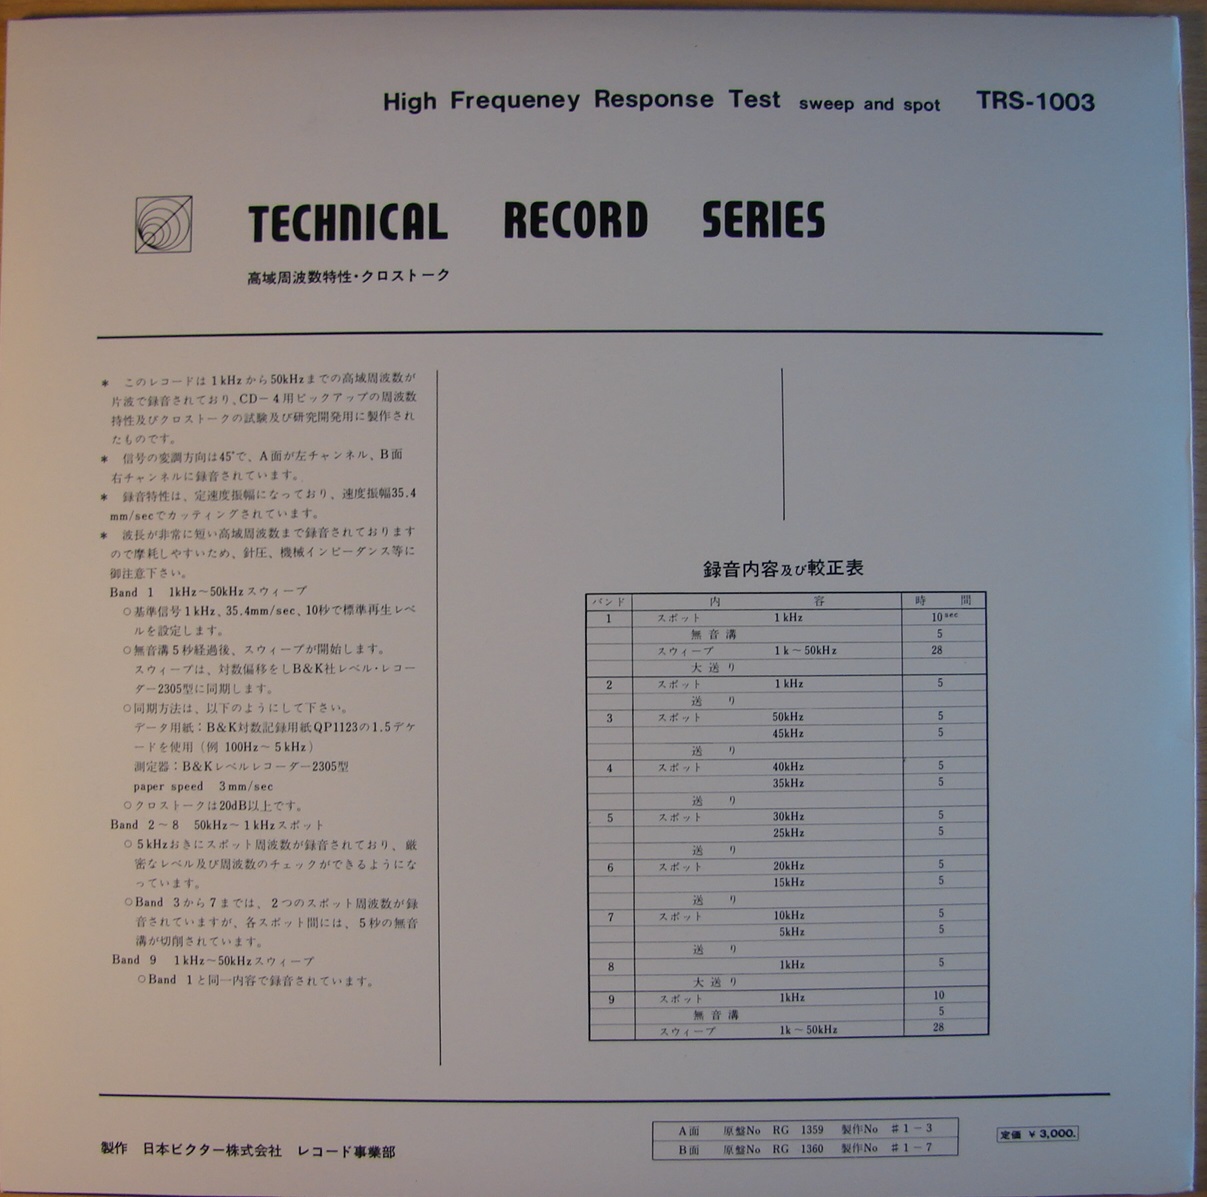 High Frequeney Response Test sweep and spot TRS-1003
TECHNICAL RECORD SERIES
高域周波数特性・クロストーク
＊ このレコードは1kHzから50kHzまでの高域周波数が
片波で録音されており、CD-4用ピックアップの周波数
特性及びクロストークの試験及び研究開発用に製作され
たものです。
＊ 信号の変調方向は45°で、A面が左チャンネル、B面
右チャンネルに録音されています。
＊ 録音特性は、定速度振幅になっており、速度振幅35.4
mm/secでカッティングされています。
＊ 波長が非常に短い高域周波数まで録音されております
ので摩耗しやすいため、針圧、機械インピーダンス等に
御注意下さい。
Band 1 1kHz～50kHzスウィープ
○基準信号1kHz、35.4mm/sec、10秒で標準再生レベ
ルを設定します。
○無音溝5秒経過後、スウィープが開始します。
スウィープは、対数偏移をしB&K社レベル・レコー
ダー2305型に同期します。
○同期方法は、以下のようにして下さい。
データ用紙：B&K対数記録用紙QP1123の1.5デケ
ードを使用（例 100Hz～5kHz）
測定器：B&Kレベルレコーダー2305型
paper speed 3mm/sec
○クロストークは20dB以上です。
Band 2～8 50kHz～1kHzスポット
○5kHzおきにスポット周波数が録音されており、厳
密なレベル及び周波数のチェックができるようにな
っています。
○Band 3から7までは、2つのスポット周波数が録
音されていますが、各スポット間には、5秒の無音
溝が切削されています。
Band 9 1kHz～50kHzスウィープ
○Band 1と同一内容で録音されています。
録音内容及び較正表
バンド 内 容 時 間
1 スポット 1kHz 10sec
無音溝 5
スウィープ 1k～50kHz 28
大送り
2 スポット 1kHz 5
送 り
3 スポット 50kHz 5
45kHz 5
送 り
4 スポット 40kHz 5
35kHz 5
送 り
5 スポット 30kHz 5
25kHz 5
送 り
6 スポット 20kHz 5
15kHz 5
送 り
7 スポット 10kHz 5
5kHz 5
送 り
8 1kHz 5
大送り
9 スポット 1kHz 10
無音溝 5
スウィープ 1k～50kHz 28
製作 日本ビクター株式会社 レコード事業部
A面 原盤No RG 1359 製作No ＃1-3
B面 原盤No RG 1360 製作No ＃1-7
定価 ￥3,000.